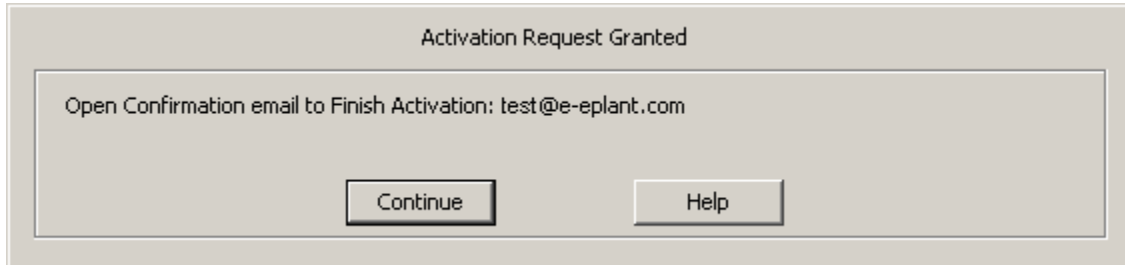 Activation Request Granted
Open Confirmation email to Finish Activation: test@e-eplant.com
Continue Help